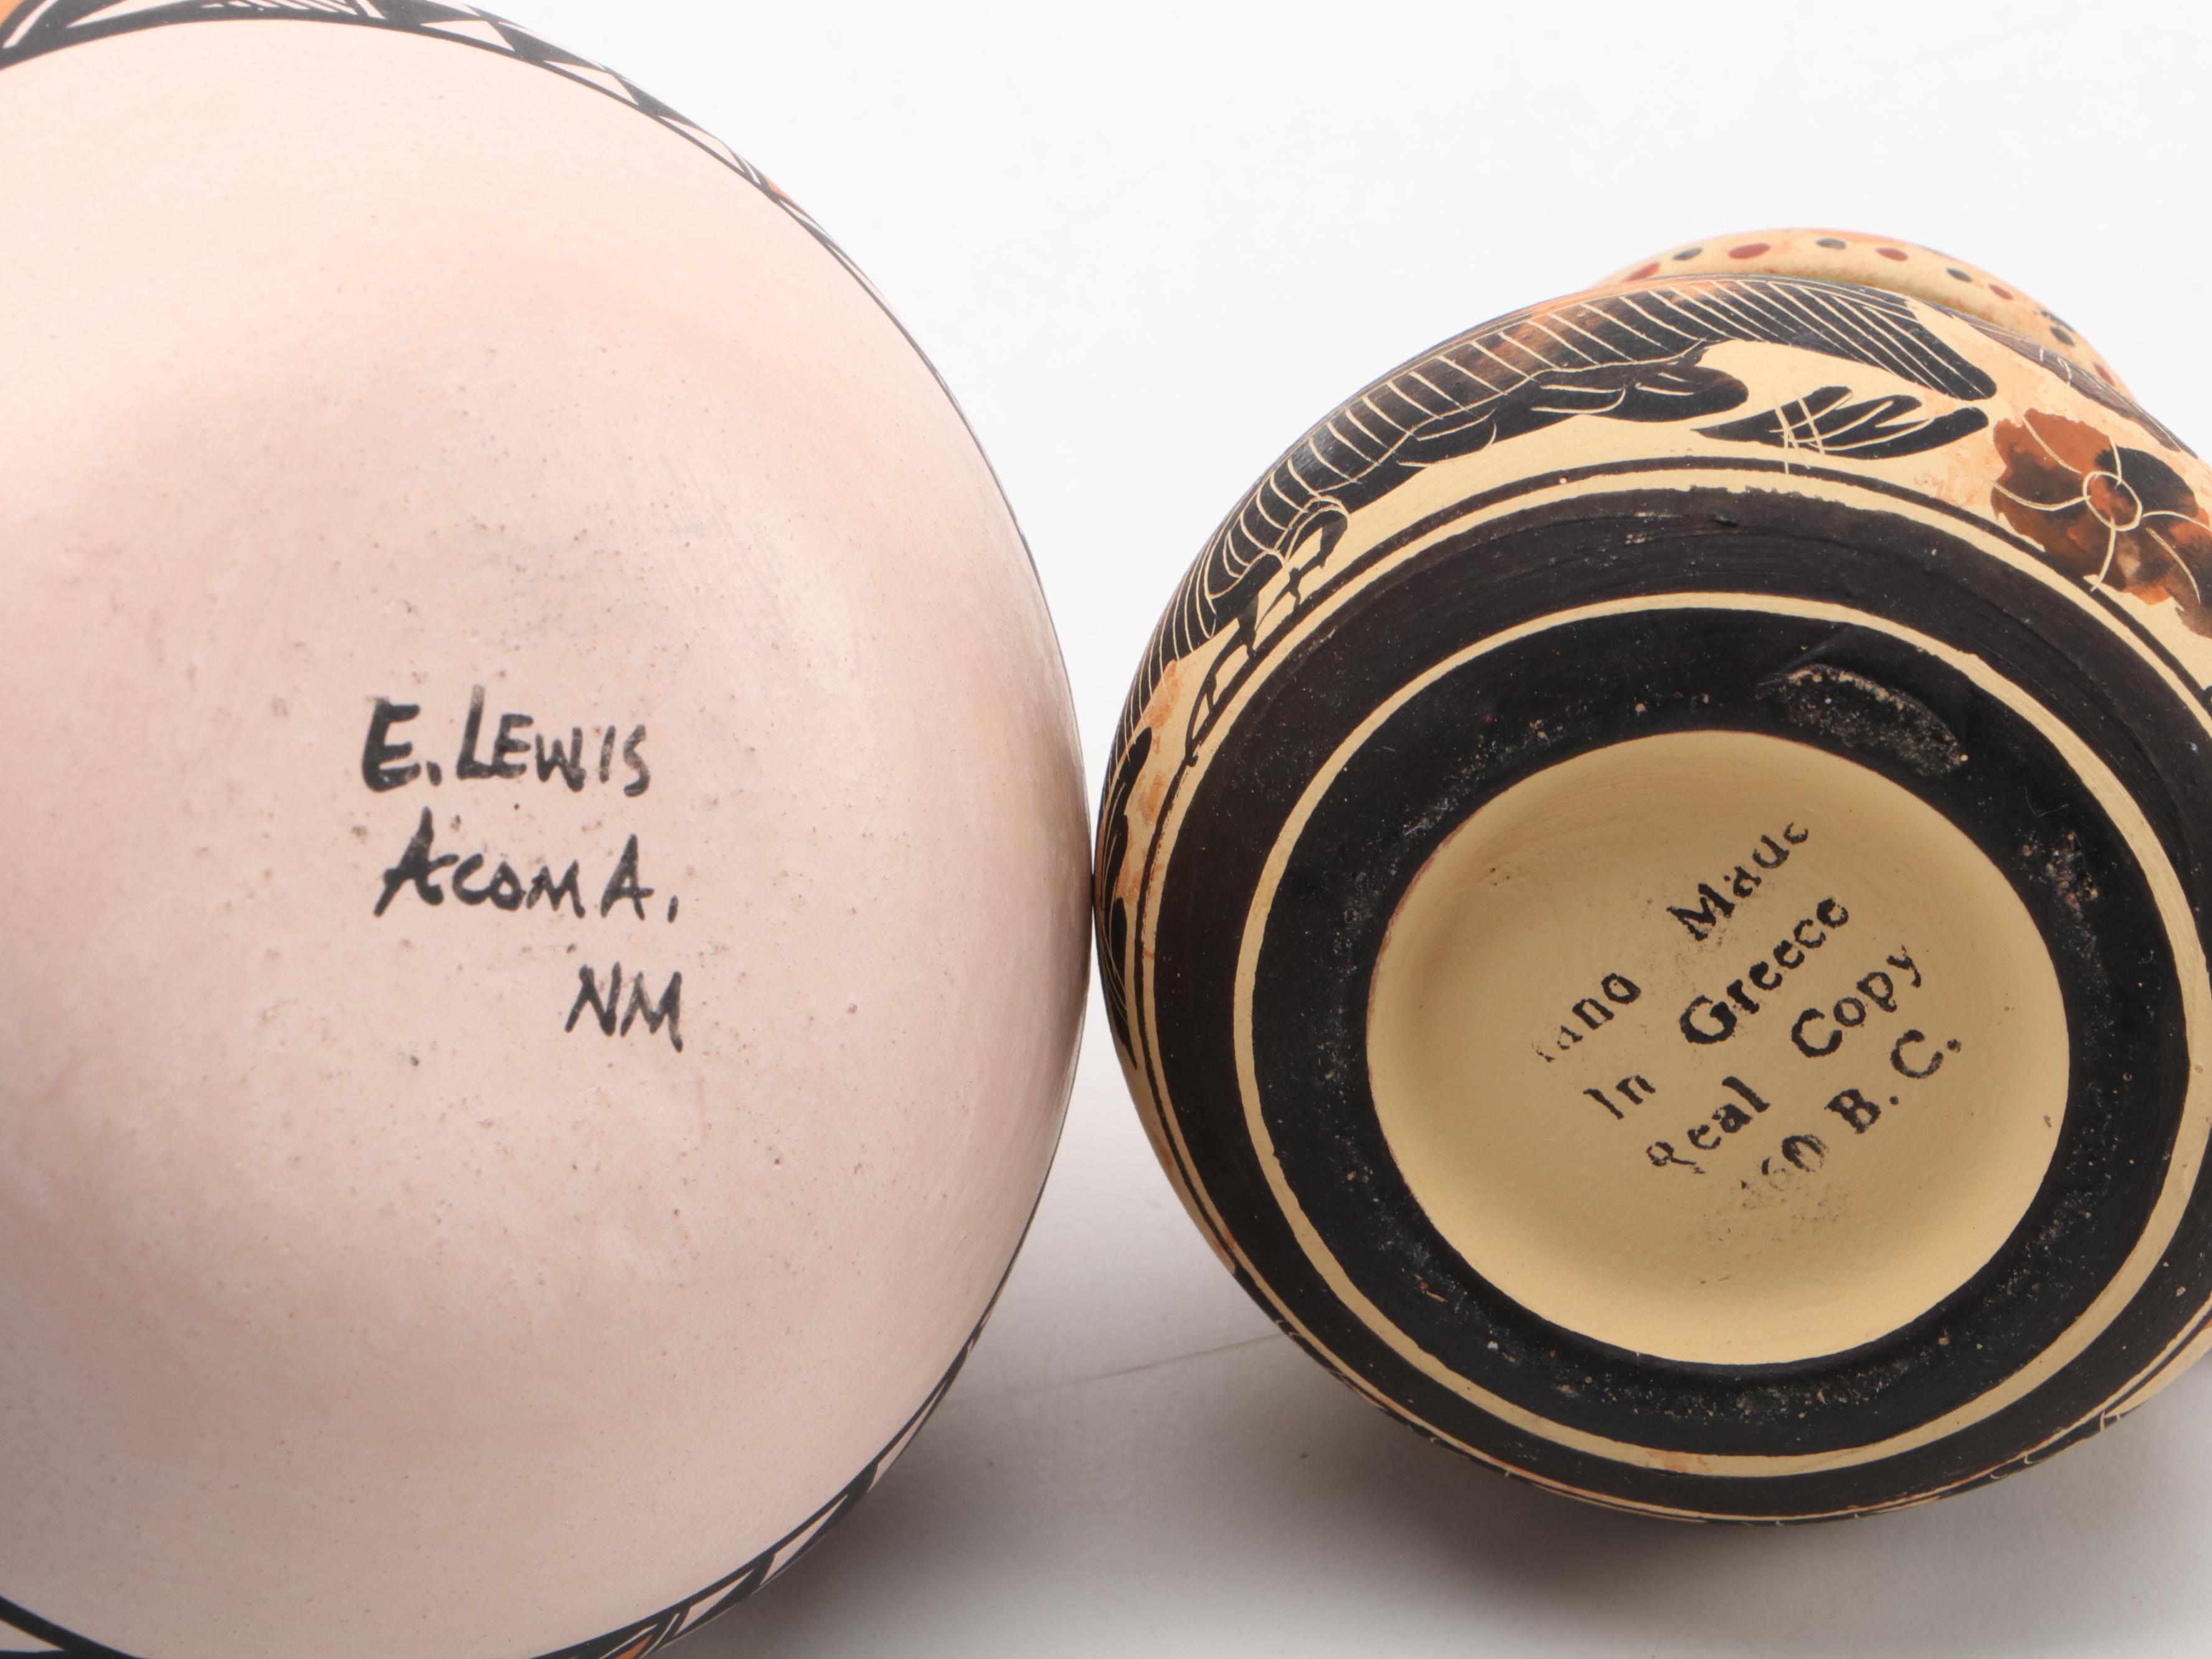 E. LEWIS
ACOMA.
NM
Made
In Greece
Real Copy
B.C.